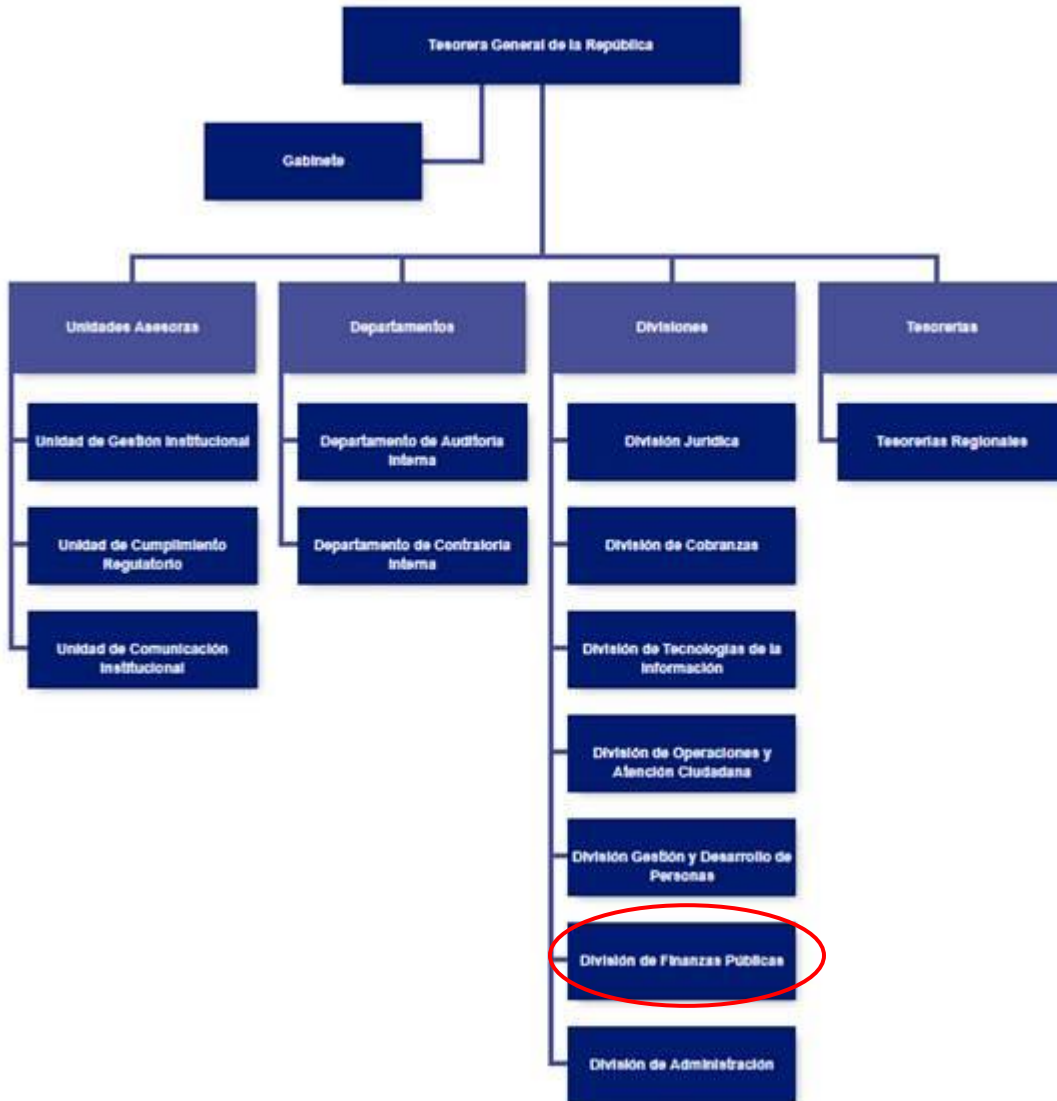 Tesorera General de la República
Gabinete
Unidades Asesoras
Departamentos
Divisiones
Tesorerías
Unidad de Gestión Institucional
Unidad de Cumplimiento
Regulatorio
Unidad de Comunicación
Institucional
Departamento de Auditoría
Interna
Departamento de Contraloría
Interna
División Jurídica
División de Cobranzas
División de Tecnologías de la
Información
División de Operaciones y
Atención Ciudadana
División Gestión y Desarrollo de
Personas
División de Finanzas Públicas
División de Administración
Tesorerías Regionales